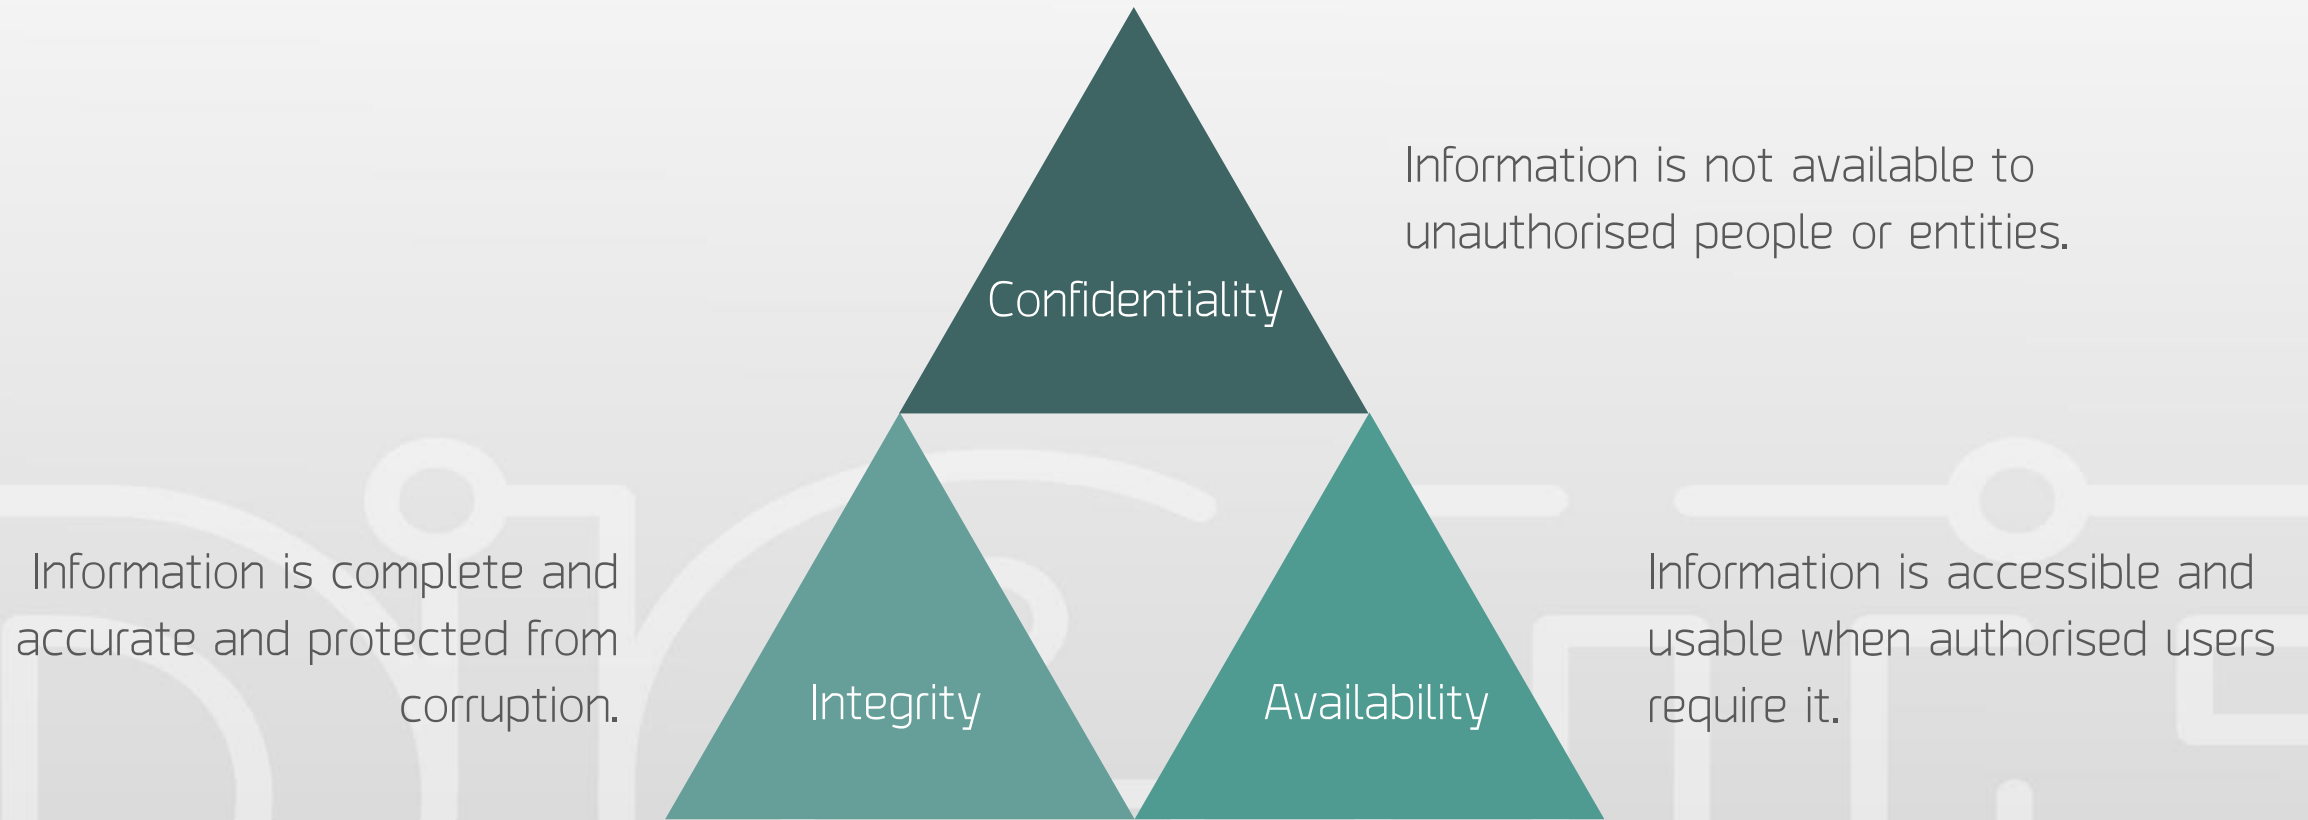 Information is not available to
unauthorised people or entities.
Confidentiality
Information is complete and
accurate and protected from
corruption.
Integrity
Availability
Information is accessible and
usable when authorised users
require it.